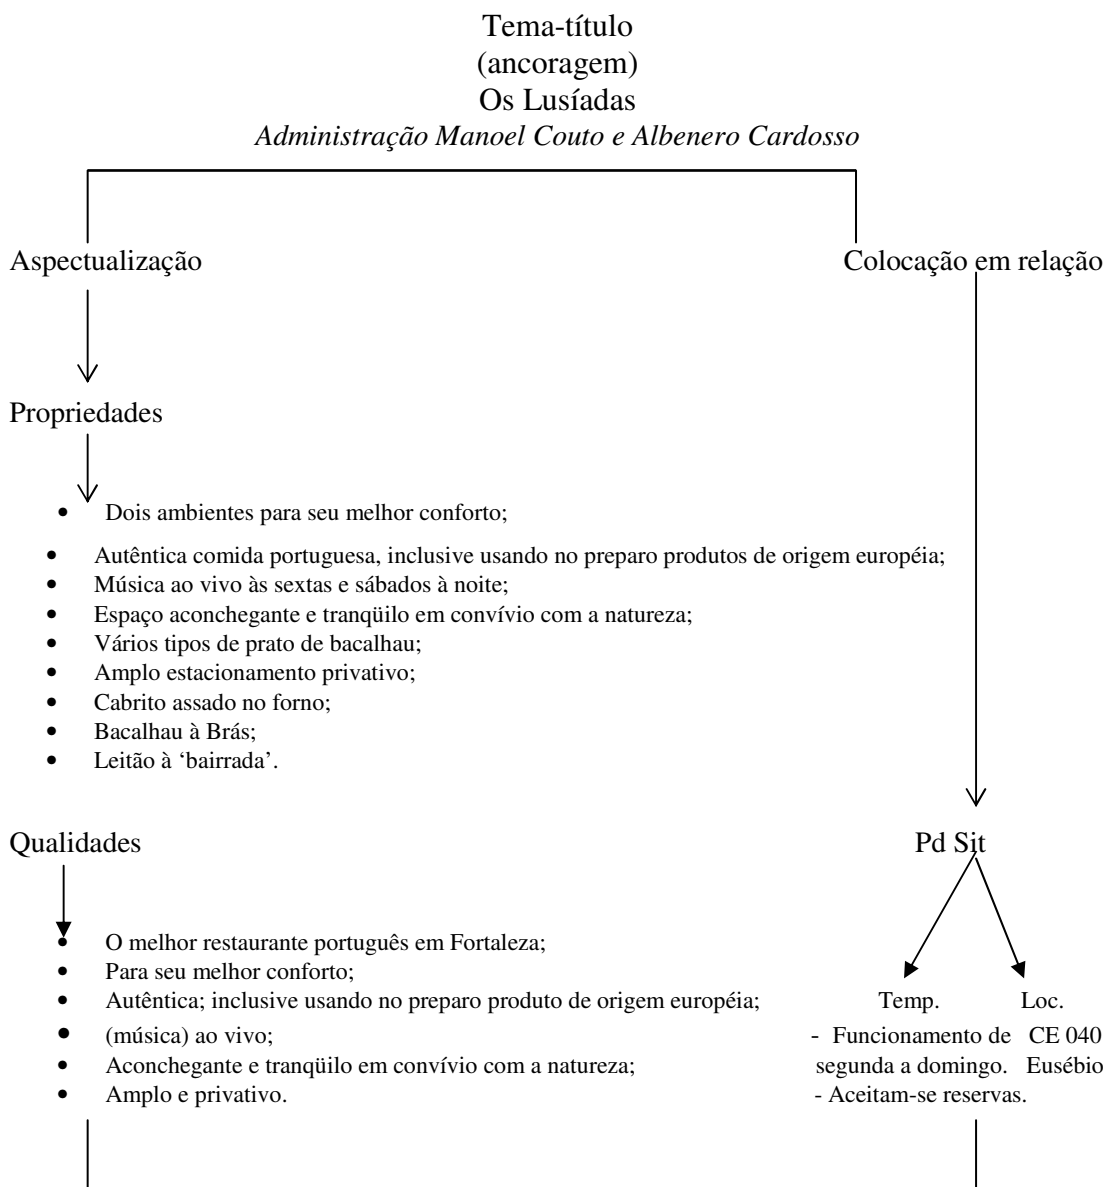 Tema-título
(ancoragem)
Os Lusíadas
Administração Manoel Couto e Albenero Cardosso
Aspectualização
Colocação em relação
Propriedades
• Dois ambientes para seu melhor conforto;
• Autêntica comida portuguesa, inclusive usando no preparo produtos de origem européia;
• Música ao vivo às sextas e sábados à noite;
• Espaço aconchegante e tranqüilo em convívio com a natureza;
• Vários tipos de prato de bacalhau;
• Amplo estacionamento privativo;
• Cabrito assado no forno;
• Bacalhau à Brás;
• Leitão à ‘bairrada’.
Qualidades
• O melhor restaurante português em Fortaleza;
• Para seu melhor conforto;
• Autêntica; inclusive usando no preparo produto de origem européia;
• (música) ao vivo;
• Aconchegante e tranqüilo em convívio com a natureza;
• Amplo e privativo.
Pd Sit
Temp.
- Funcionamento de
segunda a domingo.
- Aceitam-se reservas.
Loc.
CE 040
Eusébio